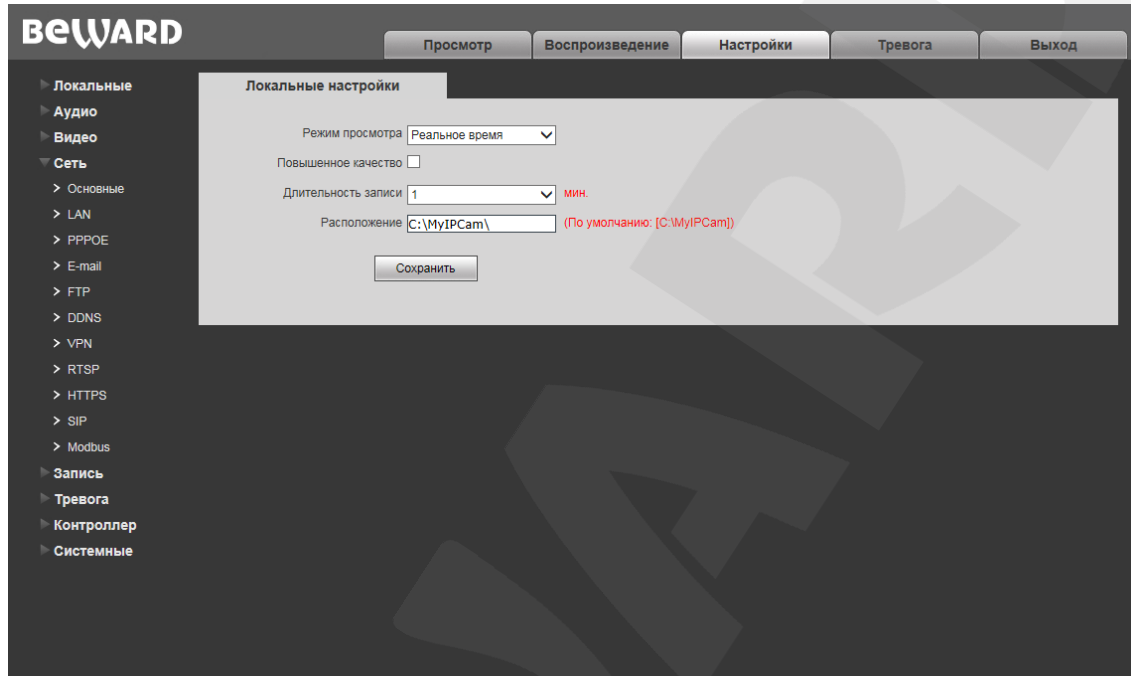 BEWARD
Просмотр Воспроизведение Настройки Тревога Выход
Локальные
Аудио
Видео
Сеть
Основные
LAN
PPPOE
E-mail
FTP
DDNS
VPN
RTSP
HTTPS
SIP
Modbus
Запись
Тревога
Контроллер
Системные
Локальные настройки
Режим просмотра Реальное время
Повышенное качество
Длительность записи 1 мин.
Расположение C:\MyIPCam\ (По умолчанию: [C:\MyIPCam])
Сохранить